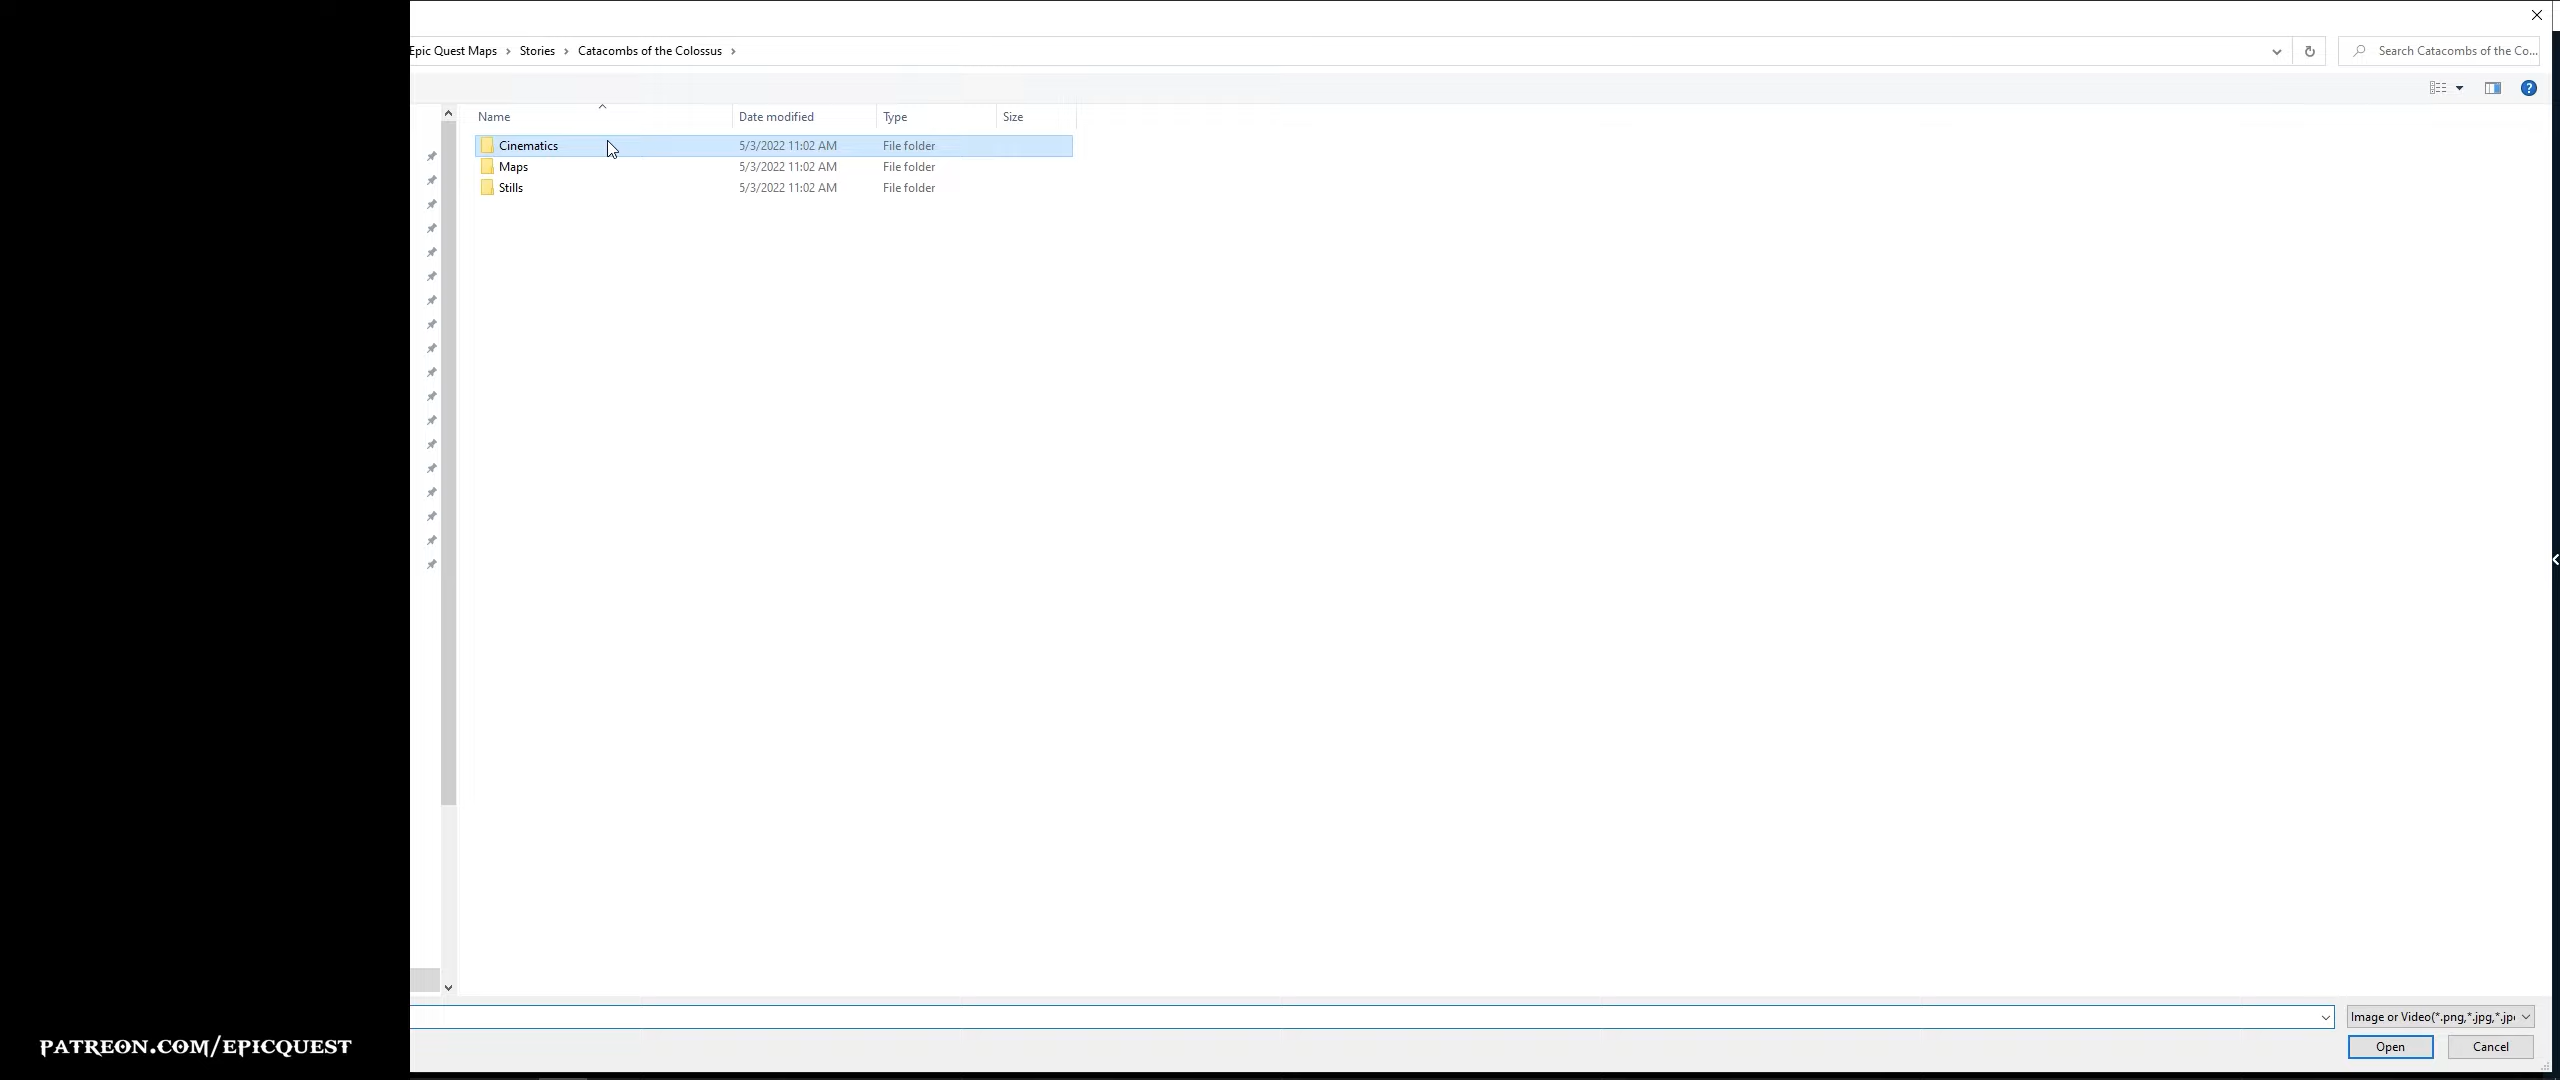 Epic Quest Maps > Stories > Catacombs of the Colossus >
Search Catacombs of the Co...
?
Name Date modified Type Size
Cinematics 5/3/2022 11:02 AM File folder
Maps 5/3/2022 11:02 AM File folder
Stills 5/3/2022 11:02 AM File folder
Image or Video(*.png,*.jpg,*.jp
Open Cancel
PATREON.COM/EPICQUEST